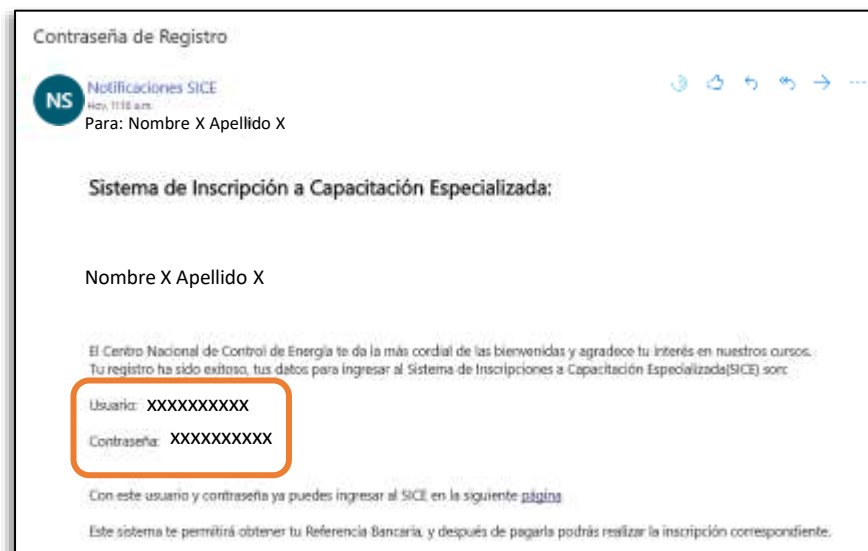 Contraseña de Registro
NS
Notificaciones SICE
Hoy, 11:18 a.m.
Para: Nombre X Apellido X
Sistema de Inscripción a Capacitación Especializada:
Nombre X Apellido X
El Centro Nacional de Control de Energía te da la más cordial de las bienvenidas y agradece tu interés en nuestros cursos.
Tu registro ha sido exitoso, tus datos para ingresar al Sistema de Inscripciones a Capacitación Especializada(SICE) son:
Usuario: XXXXXXXXXX
Contraseña: XXXXXXXXXX
Con este usuario y contraseña ya puedes ingresar al SICE en la siguiente página
Este sistema te permitirá obtener tu Referencia Bancaria, y después de pagarla podrás realizar la inscripción correspondiente.